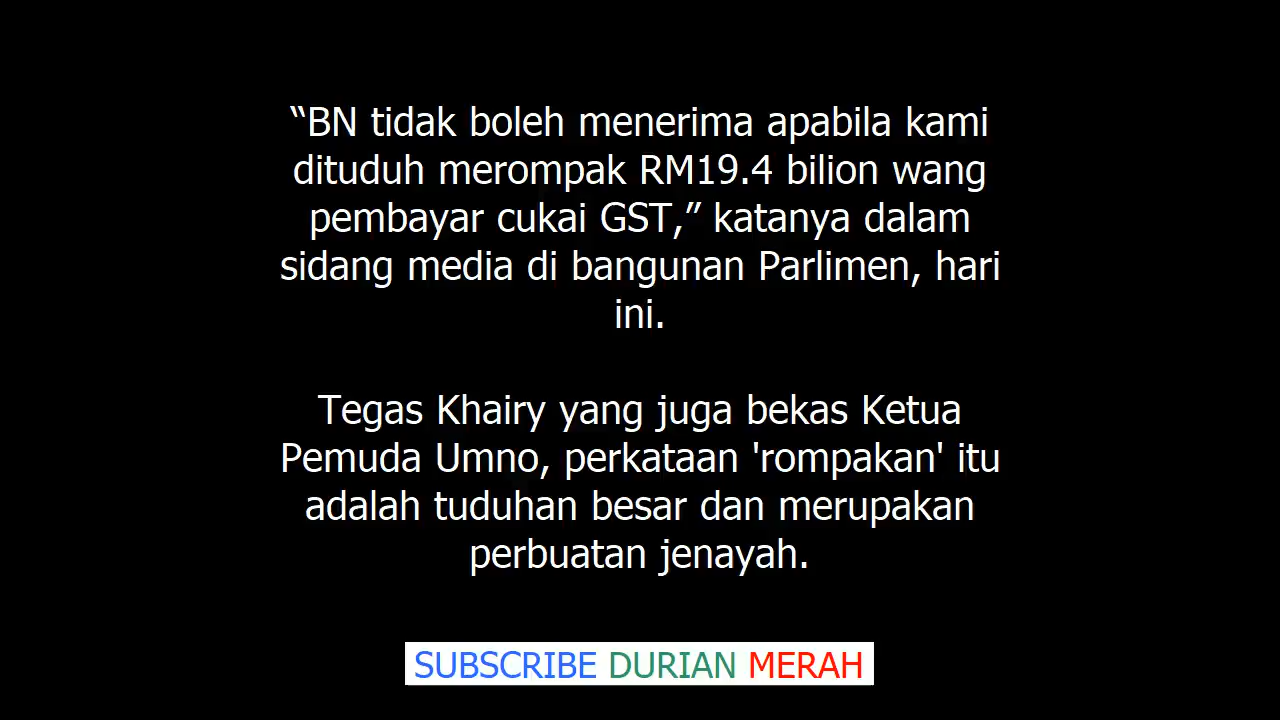 “BN tidak boleh menerima apabila kami
dituduh merompak RM19.4 bilion wang
pembayar cukai GST,” katanya dalam
sidang media di bangunan Parlimen, hari
ini.
Tegas Khairy yang juga bekas Ketua
Pemuda Umno, perkataan 'rompakan' itu
adalah tuduhan besar dan merupakan
perbuatan jenayah.
SUBSCRIBE DURIAN MERAH